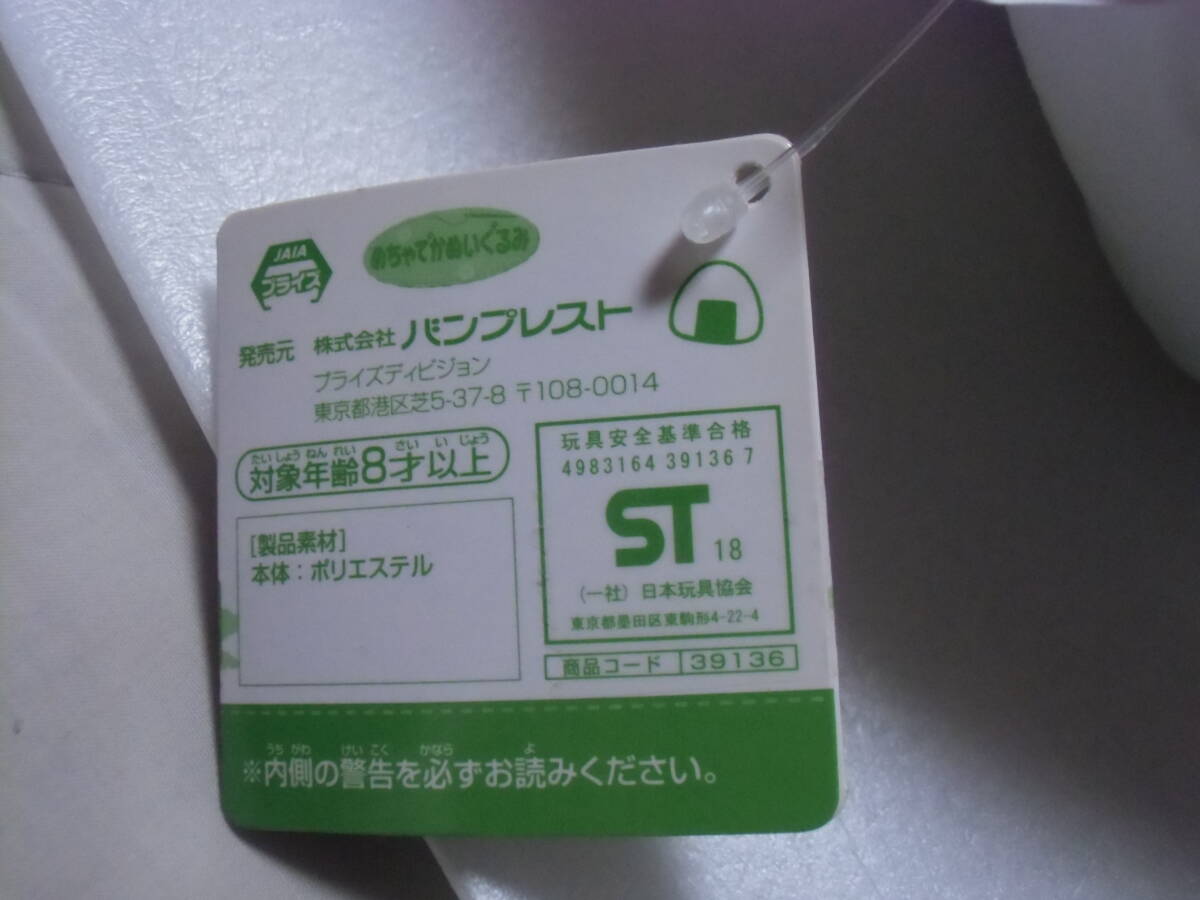 JAIA
プライズ
めちゃでかぬいぐるみ
発売元 株式会社 バンプレスト
プライズディビジョン
東京都港区芝5-37-8 〒108-0014
たいしょう ねん れい さい い じょう
対象年齢8才以上
[製品素材]
本体：ポリエステル
玩具安全基準合格
4983164 39136 7
ST 18
(一社) 日本玩具協会
東京都墨田区東駒形4-22-4
商品コード 39136
うち がわ けい こく かなら よ
※内側の警告を必ずお読みください。